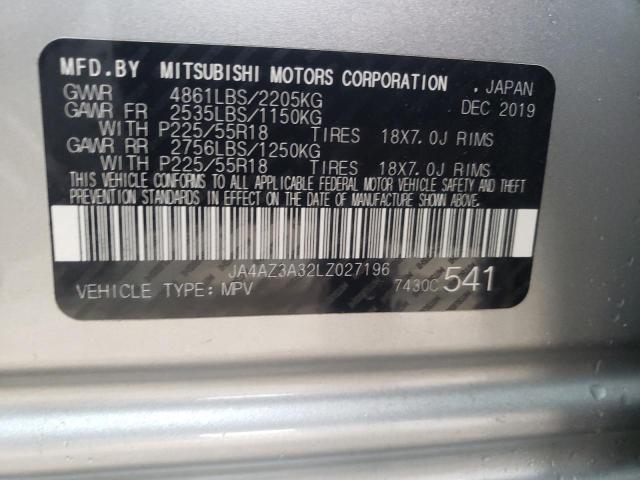 MFD.BY MITSUBISHI MOTORS CORPORATION . JAPAN
GVWR 4861LBS/2205KG DEC 2019
GAWR FR 2535LBS/1150KG
WITH P225/55R18 TIRES 18X7.0J RIMS
GAWR RR 2756LBS/1250KG
WITH P225/55R18 TIRES 18X7.0J RIMS
THIS VEHICLE CONFORMS TO ALL APPLICABLE FEDERAL MOTOR VEHICLE SAFETY AND THEFT
PREVENTION STANDARDS IN EFFECT ON THE DATE OF MANUFACTURE SHOWN ABOVE.
JA4AZ3A32LZ027196
VEHICLE TYPE: MPV 7430C 541